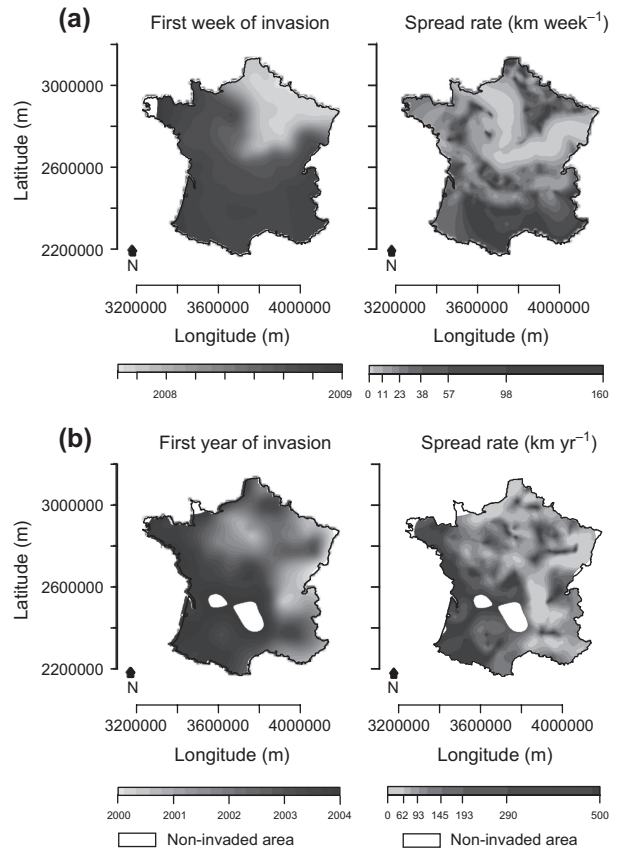 (a) First week of invasion Spread rate (km week⁻¹)
Latitude (m)
3000000
2600000
2200000
N N
3200000 3600000 4000000 3200000 3600000 4000000
Longitude (m) Longitude (m)
2008 2009 0 11 23 38 57 98 160
(b) First year of invasion Spread rate (km yr⁻¹)
Latitude (m)
3000000
2600000
2200000
N N
3200000 3600000 4000000 3200000 3600000 4000000
Longitude (m) Longitude (m)
2000 2001 2002 2003 2004 0 62 93 145 193 290 500
Non-invaded area Non-invaded area